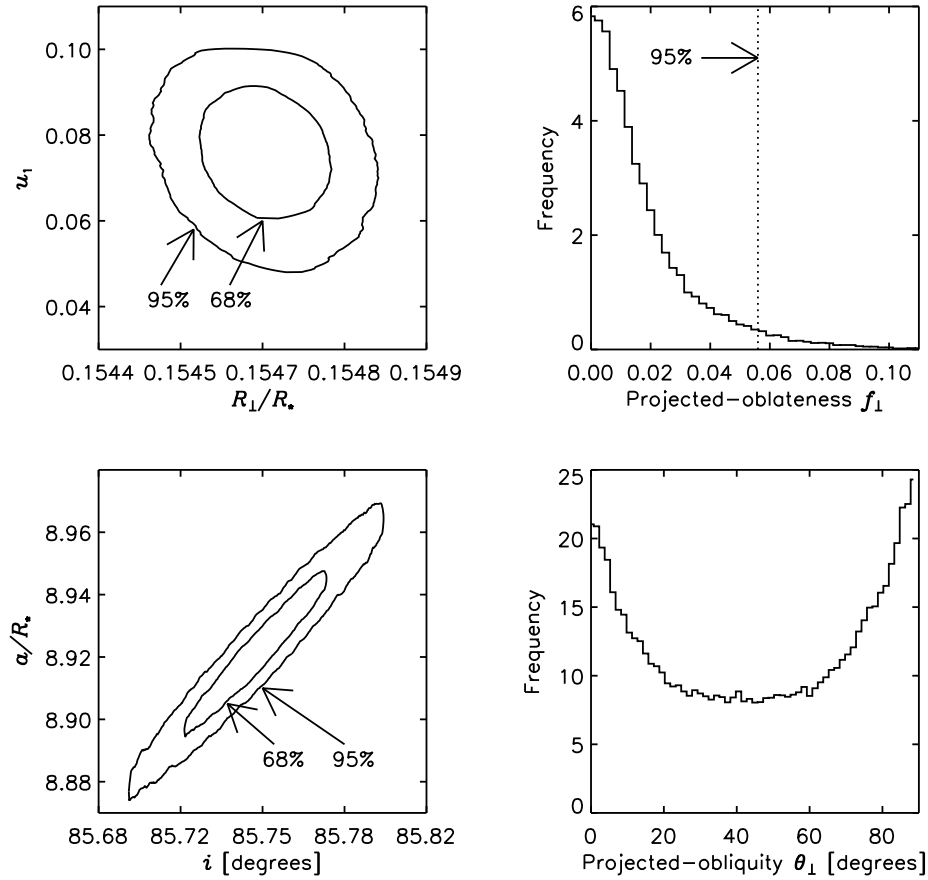 0.10
0.08
0.06
0.04
u₁
95%
68%
0.1544 0.1545 0.1547 0.1548 0.1549
R⊥/R⋆
6
4
2
0
Frequency
95%
0.00 0.02 0.04 0.06 0.08 0.10
Projected-oblateness f⊥
8.96
8.94
8.92
8.90
8.88
a/R⋆
68%
95%
85.68 85.72 85.75 85.78 85.82
i [degrees]
25
20
15
10
5
0
Frequency
0 20 40 60 80
Projected-obliquity θ⊥ [degrees]